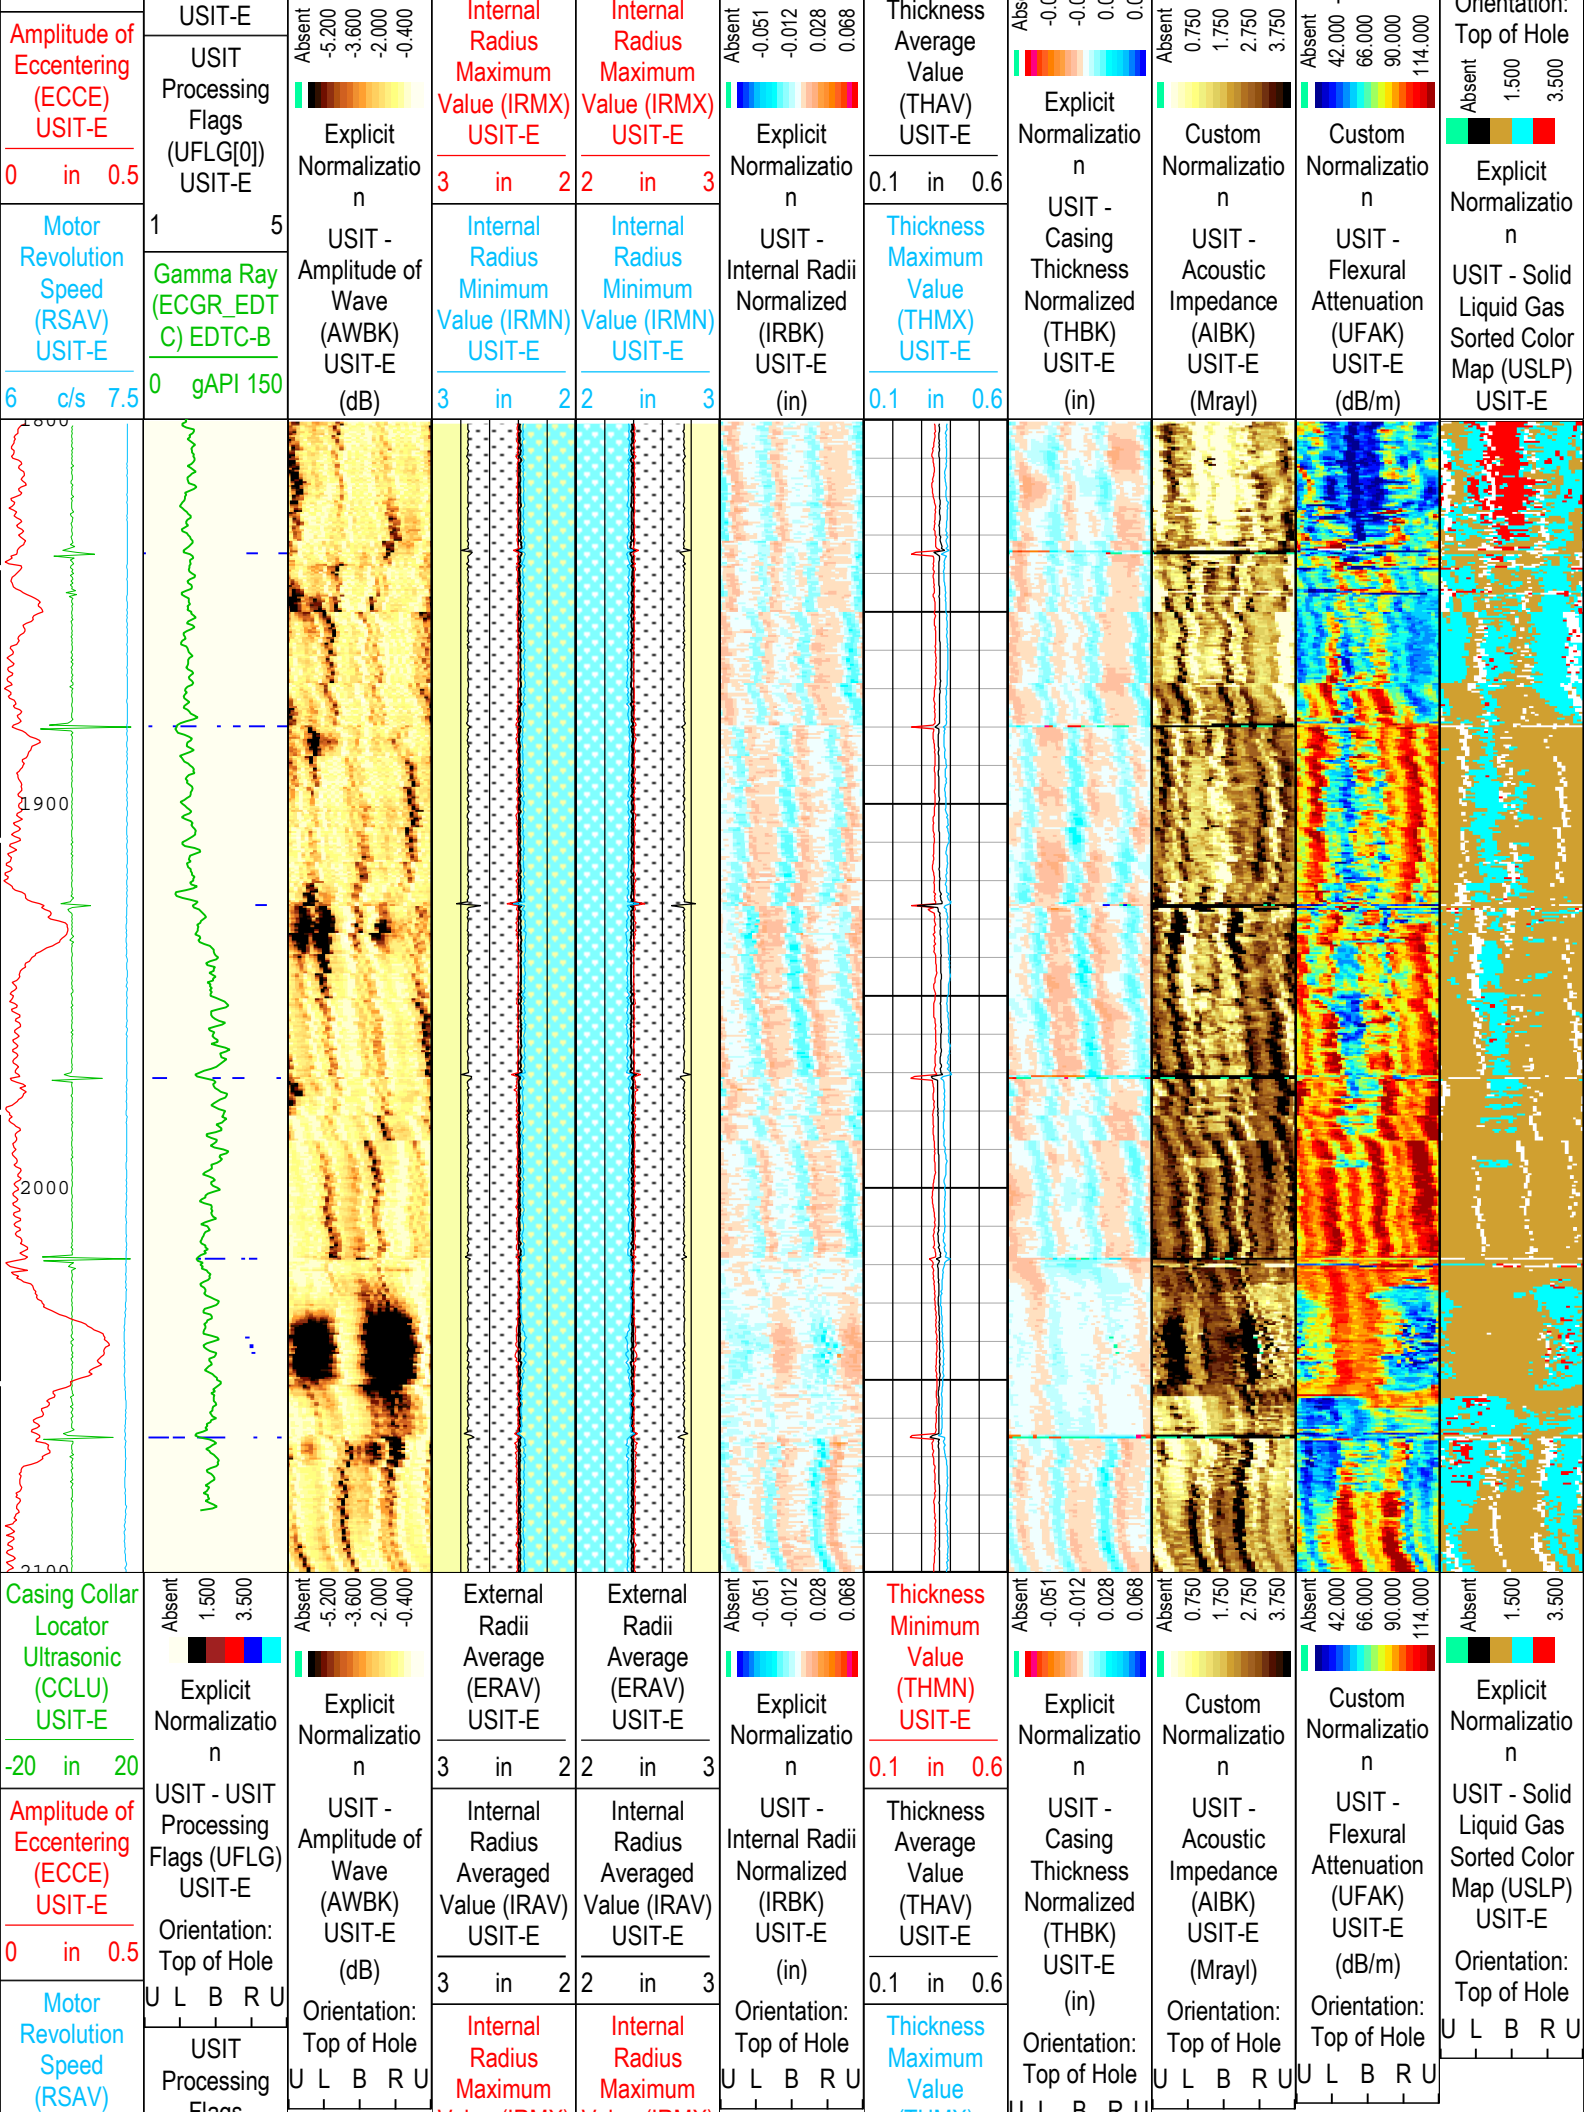 Amplitude of
Eccentering
(ECCE)
USIT-E
0 in 0.5
Motor
Revolution
Speed
(RSAV)
USIT-E
6 c/s 7.5
USIT-E
USIT
Processing
Flags
(UFLG[0])
USIT-E
1 5
Gamma Ray
(ECGR_EDT
C) EDTC-B
0 gAPI 150
Absent -5.200 -3.600 -2.000 -0.400
Explicit
Normalizatio
n
USIT -
Amplitude of
Wave
(AWBK)
USIT-E
(dB)
Internal
Radius
Maximum
Value (IRMX)
USIT-E
3 in 2
Internal
Radius
Minimum
Value (IRMN)
USIT-E
3 in 2
Internal
Radius
Maximum
Value (IRMX)
USIT-E
2 in 3
Internal
Radius
Minimum
Value (IRMN)
USIT-E
2 in 3
Absent -0.051 -0.012 0.028 0.068
Explicit
Normalizatio
n
USIT -
Internal Radii
Normalized
(IRBK)
USIT-E
(in)
Thickness
Average
Value
(THAV)
USIT-E
0.1 in 0.6
Thickness
Maximum
Value
(THMX)
USIT-E
0.1 in 0.6
Explicit
Normalizatio
n
USIT -
Casing
Thickness
Normalized
(THBK)
USIT-E
(in)
Absent 0.750 1.750 2.750 3.750
Custom
Normalizatio
n
USIT -
Acoustic
Impedance
(AIBK)
USIT-E
(Mrayl)
Absent 42.000 66.000 90.000 114.000
Custom
Normalizatio
n
USIT -
Flexural
Attenuation
(UFAK)
USIT-E
(dB/m)
Orientation:
Top of Hole
Absent 1.500 3.500
Explicit
Normalizatio
n
USIT - Solid
Liquid Gas
Sorted Color
Map (USLP)
USIT-E
1800
1900
2000
2100
Casing Collar
Locator
Ultrasonic
(CCLU)
USIT-E
-20 in 20
Amplitude of
Eccentering
(ECCE)
USIT-E
0 in 0.5
Motor
Revolution
Speed
(RSAV)
Absent 1.500 3.500
Explicit
Normalizatio
n
USIT - USIT
Processing
Flags (UFLG)
USIT-E
Orientation:
Top of Hole
U L B R U
USIT
Processing
Flags
Absent -5.200 -3.600 -2.000 -0.400
Explicit
Normalizatio
n
USIT -
Amplitude of
Wave
(AWBK)
USIT-E
(dB)
Orientation:
Top of Hole
U L B R U
External
Radii
Average
(ERAV)
USIT-E
3 in 2
Internal
Radius
Averaged
Value (IRAV)
USIT-E
3 in 2
Internal
Radius
Maximum
Value (IRMX)
External
Radii
Average
(ERAV)
USIT-E
2 in 3
Internal
Radius
Averaged
Value (IRAV)
USIT-E
2 in 3
Internal
Radius
Maximum
Value (IRMX)
Absent -0.051 -0.012 0.028 0.068
Explicit
Normalizatio
n
USIT -
Internal Radii
Normalized
(IRBK)
USIT-E
(in)
Orientation:
Top of Hole
U L B R U
Thickness
Minimum
Value
(THMN)
USIT-E
0.1 in 0.6
Thickness
Average
Value
(THAV)
USIT-E
0.1 in 0.6
Thickness
Maximum
Value
(THMX)
Absent -0.051 -0.012 0.028 0.068
Explicit
Normalizatio
n
USIT -
Casing
Thickness
Normalized
(THBK)
USIT-E
(in)
Orientation:
Top of Hole
U L B R U
Absent 0.750 1.750 2.750 3.750
Custom
Normalizatio
n
USIT -
Acoustic
Impedance
(AIBK)
USIT-E
(Mrayl)
Orientation:
Top of Hole
U L B R U
Absent 42.000 66.000 90.000 114.000
Custom
Normalizatio
n
USIT -
Flexural
Attenuation
(UFAK)
USIT-E
(dB/m)
Orientation:
Top of Hole
U L B R U
Absent 1.500 3.500
Explicit
Normalizatio
n
USIT - Solid
Liquid Gas
Sorted Color
Map (USLP)
USIT-E
Orientation:
Top of Hole
U L B R U